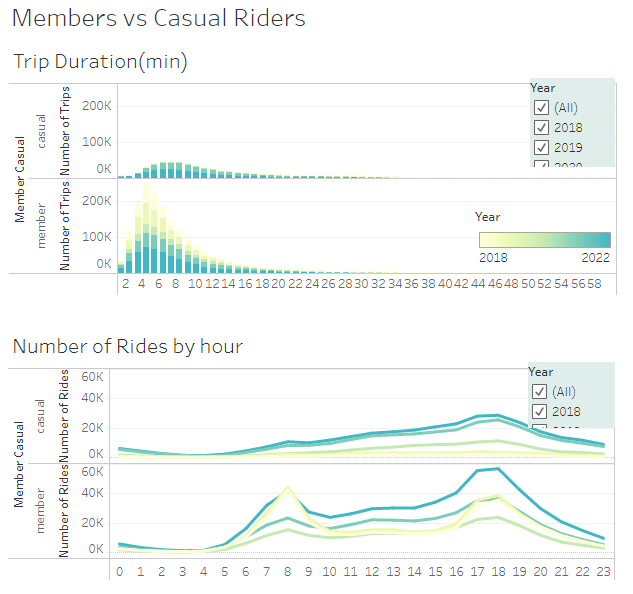 Members vs Casual Riders
Trip Duration(min)
Member Casual
casual
Number of Trips
200K
100K
0K
Year
(All)
2018
2019
member
Number of Trips
200K
100K
0K
Year
2018 2022
2 4 6 8 10 12 14 16 18 20 22 24 26 28 30 32 34 36 38 40 42 44 46 48 50 52 54 56 58
Number of Rides by hour
Member Casual
casual
Number of Rides
60K
40K
20K
0K
Year
(All)
2018
member
Number of Rides
60K
40K
20K
0K
0 1 2 3 4 5 6 7 8 9 10 11 12 13 14 15 16 17 18 19 20 21 22 23